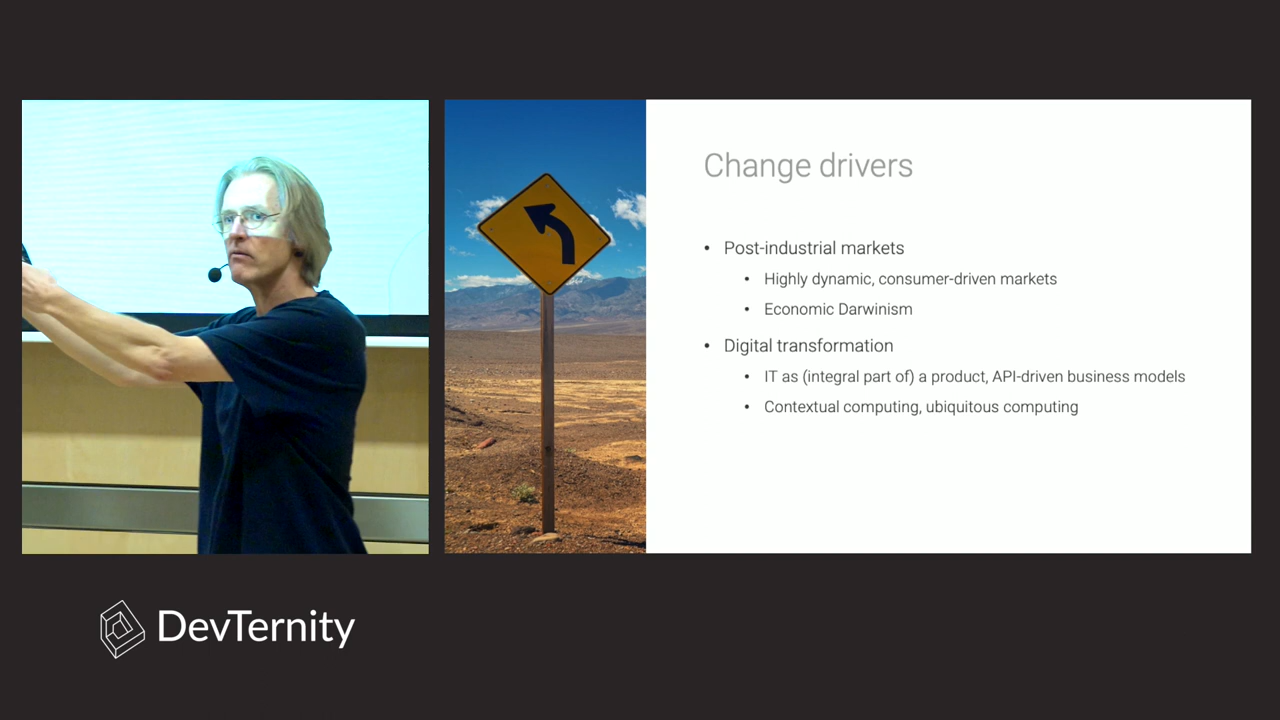 Change drivers
• Post-industrial markets
• Highly dynamic, consumer-driven markets
• Economic Darwinism
• Digital transformation
• IT as (integral part of) a product, API-driven business models
• Contextual computing, ubiquitous computing
DevTernity